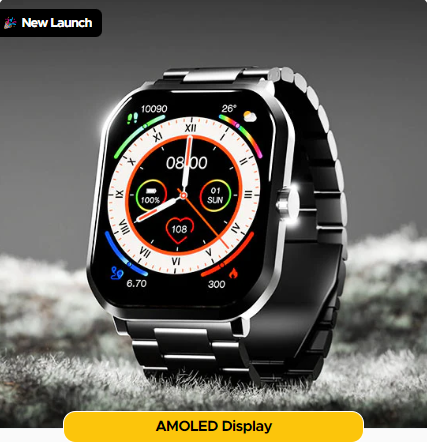 New Launch
10090
26°
XII
08:00
I
II
III
IIII
V
VI
VII
VIII
IX
X
XI
100%
01
SUN
108
6.70
300
AMOLED Display